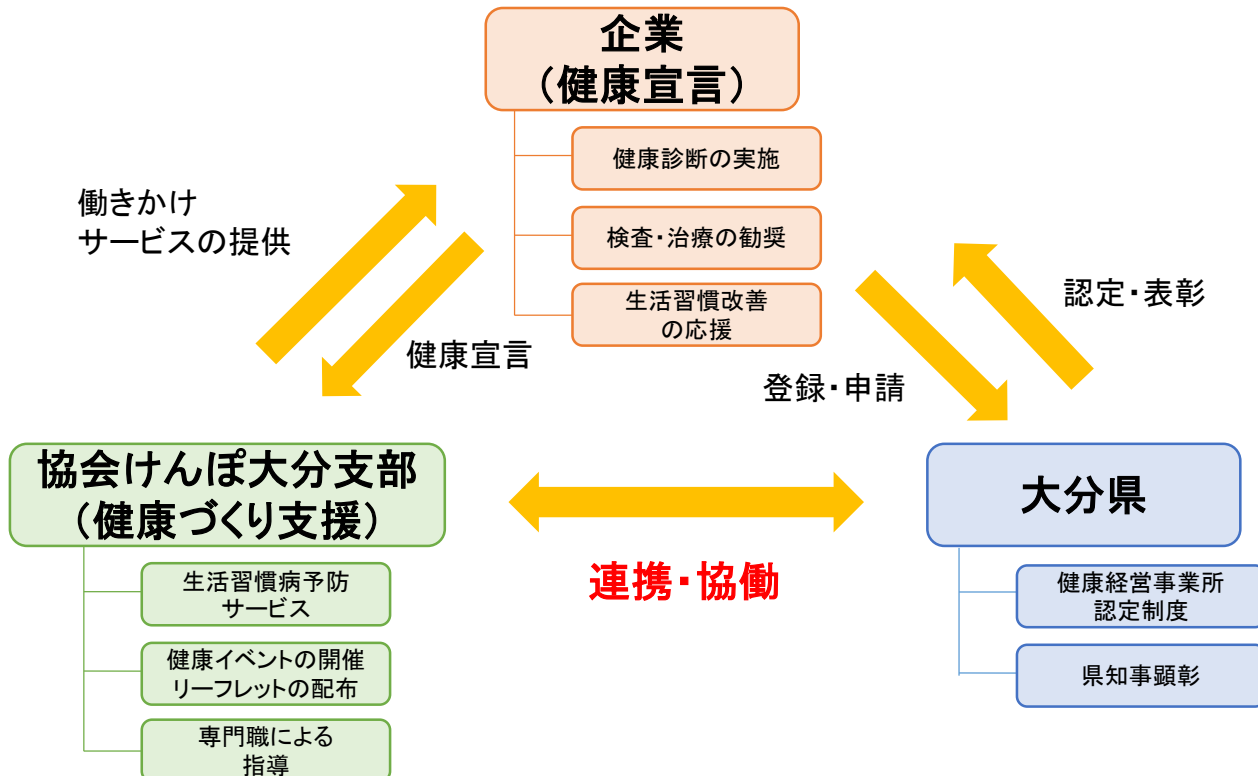 企業
（健康宣言）
健康診断の実施
検査・治療の勧奨
生活習慣改善
の応援
働きかけ
サービスの提供
健康宣言
認定・表彰
登録・申請
協会けんぽ大分支部
（健康づくり支援）
生活習慣病予防
サービス
健康イベントの開催
リーフレットの配布
専門職による
指導
連携・協働
大分県
健康経営事業所
認定制度
県知事顕彰